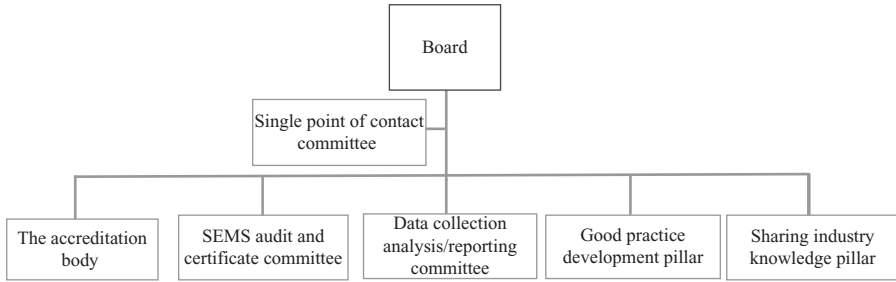 Board
Single point of contact
committee
The accreditation
body
SEMS audit and
certificate committee
Data collection
analysis/reporting
committee
Good practice
development pillar
Sharing industry
knowledge pillar